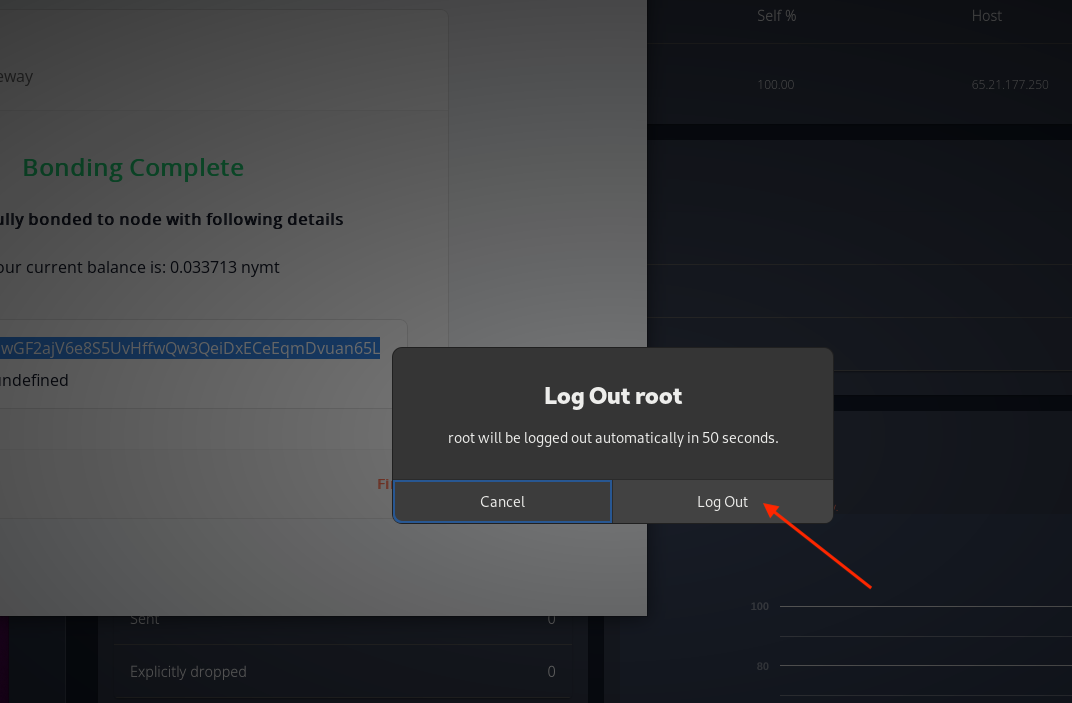 Self %
Host
eway
100.00
65.21.177.250
Bonding Complete
ully bonded to node with following details
our current balance is: 0.033713 nymt
wGF2ajV6e8S5UvHffwQw3QeiDxECeEqmDvuan65L
undefined
Log Out root
root will be logged out automatically in 50 seconds.
Fi
Cancel
Log Out
100
Sent
0
80
Explicitly dropped
0